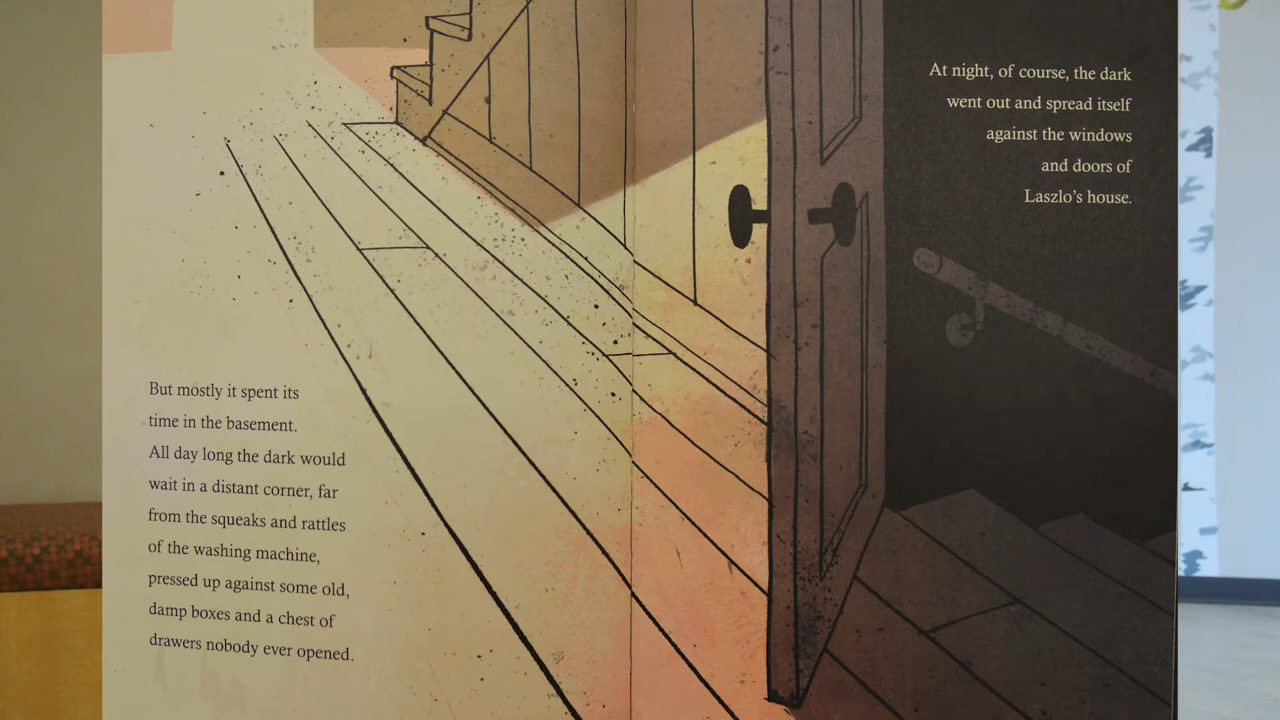 But mostly it spent its
time in the basement.
All day long the dark would
wait in a distant corner, far
from the squeaks and rattles
of the washing machine,
pressed up against some old,
damp boxes and a chest of
drawers nobody ever opened.
At night, of course, the dark
went out and spread itself
against the windows
and doors of
Laszlo’s house.